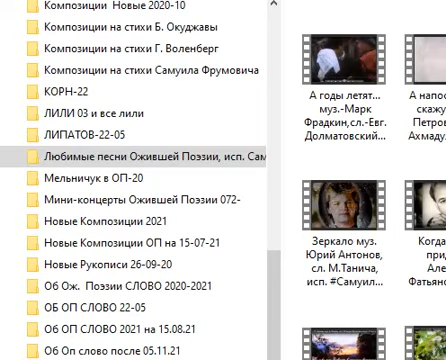 Композиции Новые 2020-10
Композиции на стихи Б. Окуджавы
Композиции на стихи Г. Воленберг
Композиции на стихи Самуила Фрумовича
КОРН-22
ЛИЛИ 03 и все лили
ЛИПАТОВ-22-05
Любимые песни Ожившей Поэзии, исп. Сам
Мельничук в ОП-20
Мини-концерты Ожившей Поэзии 072-
Новые Композиции 2021
Новые Композиции ОП на 15-07-21
Новые Рукописи 26-09-20
Об Ож. Поэзии СЛОВО 2020-2021
ОБ ОП СЛОВО 22-05
Об ОП СЛОВО 2021 на 15.08.21
Об Оп слово после 05.11.21
А годы летят...
муз.-Марк
Фрадкин,сл.-Евг.
Долматовский...
А напос
скажу
Петров
Ахмаду
Зеркало муз.
Юрий Антонов,
сл. М.Танича,
исп. #Самуил...
Когда
при
Але
Фатьяно